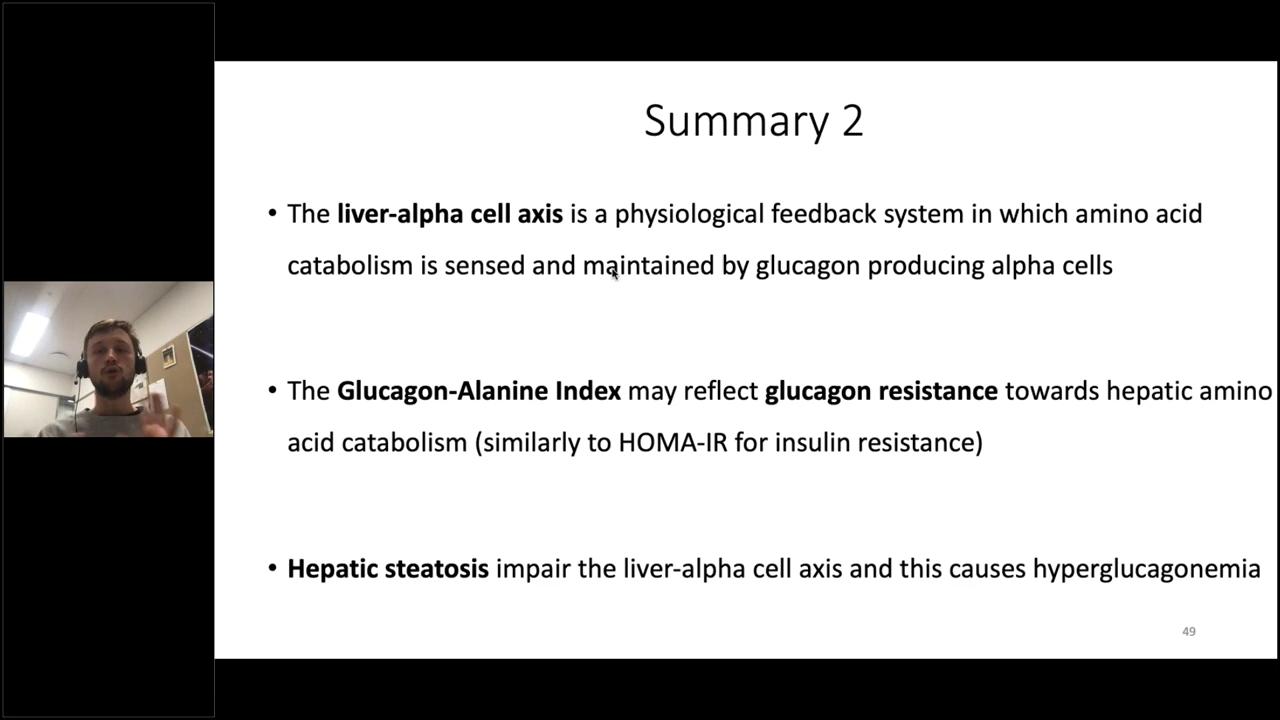 Summary 2
• The liver-alpha cell axis is a physiological feedback system in which amino acid
catabolism is sensed and maintained by glucagon producing alpha cells
• The Glucagon-Alanine Index may reflect glucagon resistance towards hepatic amino
acid catabolism (similarly to HOMA-IR for insulin resistance)
• Hepatic steatosis impair the liver-alpha cell axis and this causes hyperglucagonemia
49